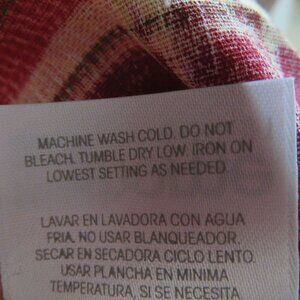 MACHINE WASH COLD. DO NOT
BLEACH. TUMBLE DRY LOW. IRON ON
LOWEST SETTING AS NEEDED.
LAVAR EN LAVADORA CON AGUA
FRIA. NO USAR BLANQUEADOR.
SECAR EN SECADORA CICLO LENTO.
USAR PLANCHA EN MINIMA
TEMPERATURA, SI SE NECESITA